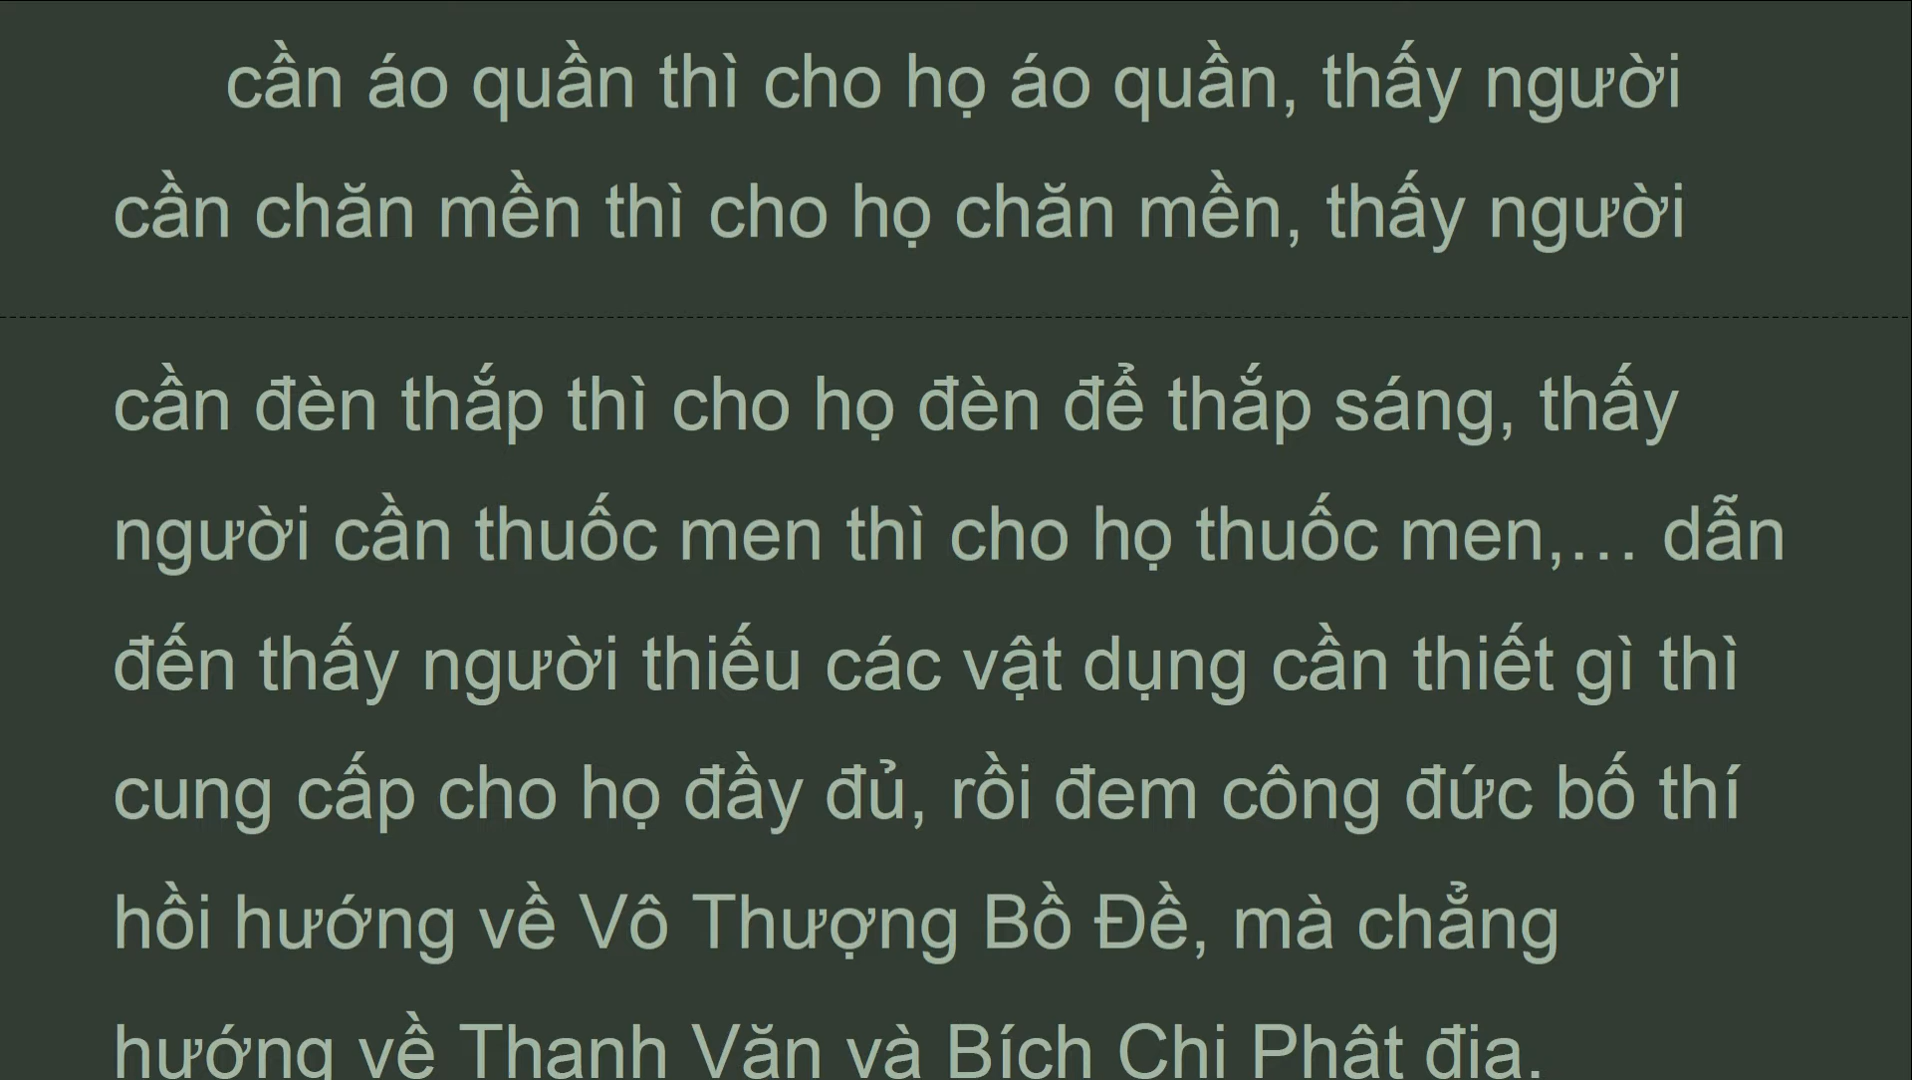 cần áo quần thì cho họ áo quần, thấy người
cần chăn mền thì cho họ chăn mền, thấy người
cần đèn thắp thì cho họ đèn để thắp sáng, thấy
người cần thuốc men thì cho họ thuốc men,… dẫn
đến thấy người thiếu các vật dụng cần thiết gì thì
cung cấp cho họ đầy đủ, rồi đem công đức bố thí
hồi hướng về Vô Thượng Bồ Đề, mà chẳng
hướng về Thanh Văn và Bích Chi Phật địa.